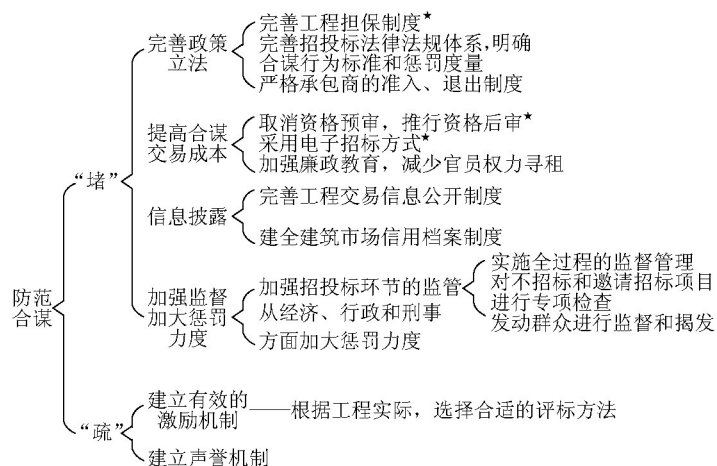 防范
合谋
“堵”
完善政策
立法
完善工程担保制度★
完善招投标法律法规体系,明确
合谋行为标准和惩罚度量
严格承包商的准入、退出制度
提高合谋
交易成本
取消资格预审，推行资格后审★
采用电子招标方式★
加强廉政教育，减少官员权力寻租
信息披露
完善工程交易信息公开制度
建全建筑市场信用档案制度
加强监督
加大惩罚
力度
加强招投标环节的监管
实施全过程的监督管理
对不招标和邀请招标项目
进行专项检查
发动群众进行监督和揭发
从经济、行政和刑事
方面加大惩罚力度
“疏”
建立有效的
激励机制
根据工程实际，选择合适的评标方法
建立声誉机制